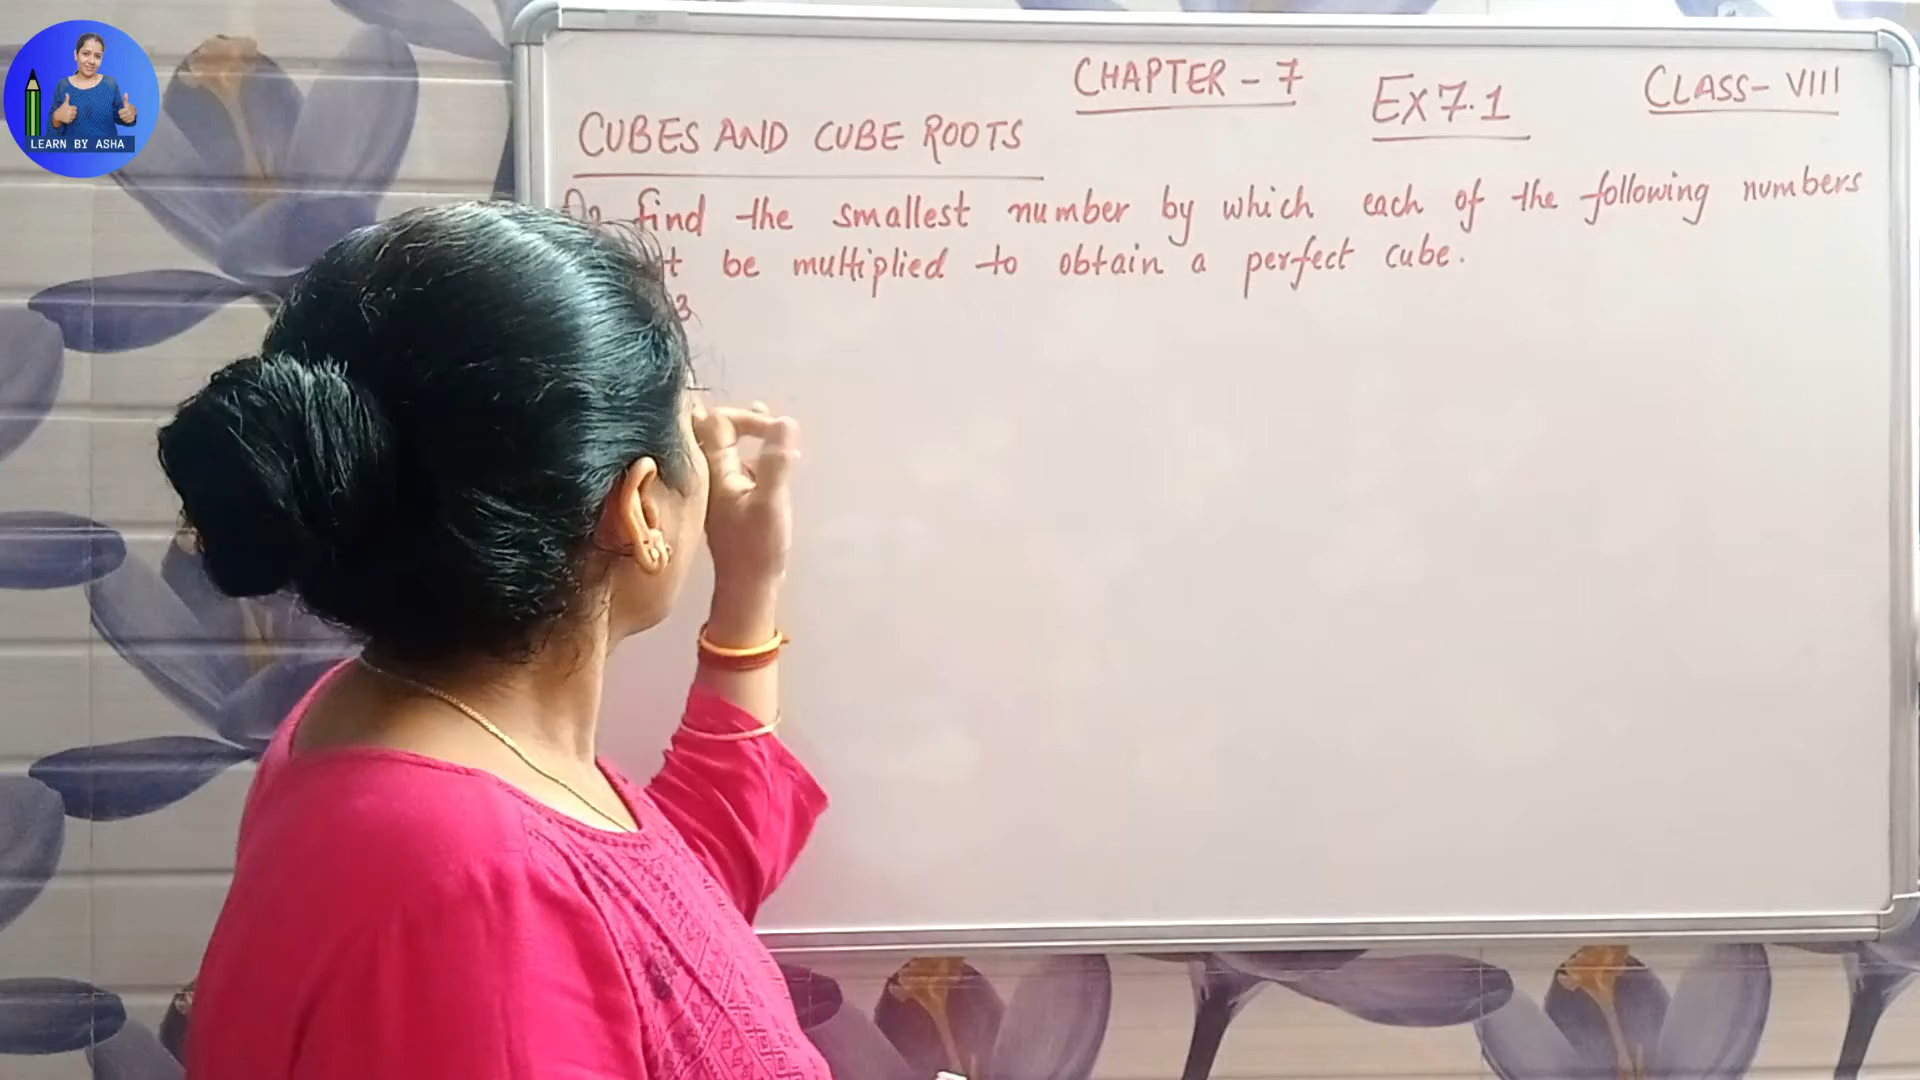 LEARN BY ASHA
CHAPTER - 7
EX 7.1
CLASS - VIII
CUBES AND CUBE ROOTS
find the smallest number by which each of the following numbers
be multiplied to obtain a perfect cube.
3